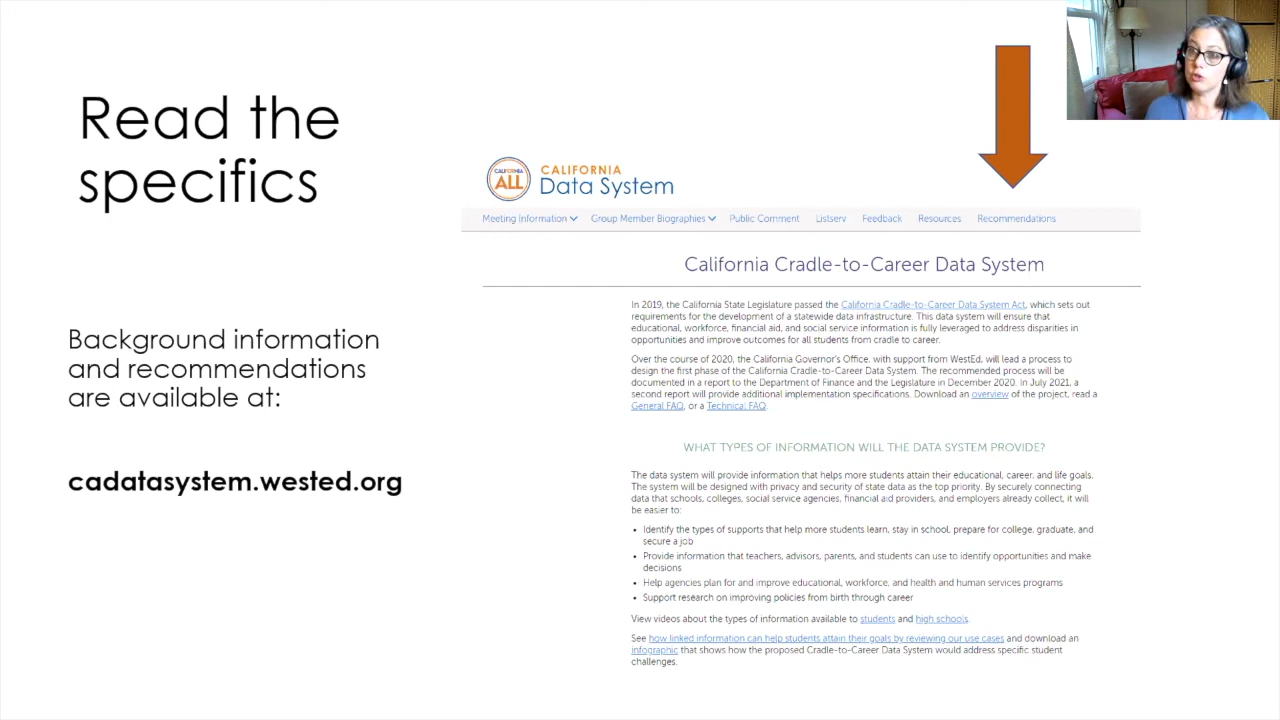 Read the
specifics
Background information
and recommendations
are available at:
cadatasystem.wested.org
CALIFORNIA
ALL
CALIFORNIA
Data System
Meeting Information Group Member Biographies Public Comment Listserv Feedback Resources Recommendations
California Cradle-to-Career Data System
In 2019, the California State Legislature passed the California Cradle-to-Career Data System Act, which sets out
requirements for the development of a statewide data infrastructure. This data system will ensure that
educational, workforce, financial aid, and social service information is fully leveraged to address disparities in
opportunities and improve outcomes for all students from cradle to career.
Over the course of 2020, the California Governor's Office, with support from WestEd, will lead a process to
design the first phase of the California Cradle-to-Career Data System. The recommended process will be
documented in a report to the Department of Finance and the Legislature in December 2020. In July 2021, a
second report will provide additional implementation specifications. Download an overview of the project, read a
General FAQ, or a Technical FAQ.
WHAT TYPES OF INFORMATION WILL THE DATA SYSTEM PROVIDE?
The data system will provide information that helps more students attain their educational, career, and life goals.
The system will be designed with privacy and security of state data as the top priority. By securely connecting
data that schools, colleges, social service agencies, financial aid providers, and employers already collect, it will
be easier to:
• Identify the types of supports that help more students learn, stay in school, prepare for college, graduate, and
secure a job
• Provide information that teachers, advisors, parents, and students can use to identify opportunities and make
decisions
• Help agencies plan for and improve educational, workforce, and health and human services programs
• Support research on improving policies from birth through career
View videos about the types of information available to students and high schools.
See how linked information can help students attain their goals by reviewing our use cases and download an
infographic that shows how the proposed Cradle-to-Career Data System would address specific student
challenges.